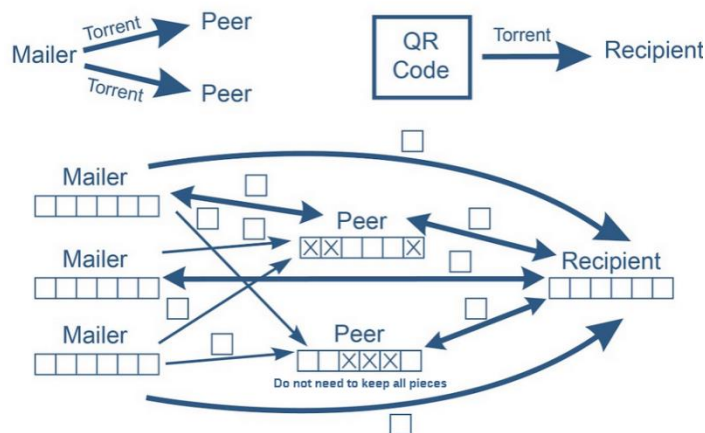 Peer
Torrent
Mailer
Torrent
Peer
QR
Code
Torrent
Recipient
Mailer
Peer
X X X
Mailer
Recipient
Mailer
Peer
X X X
Do not need to keep all pieces